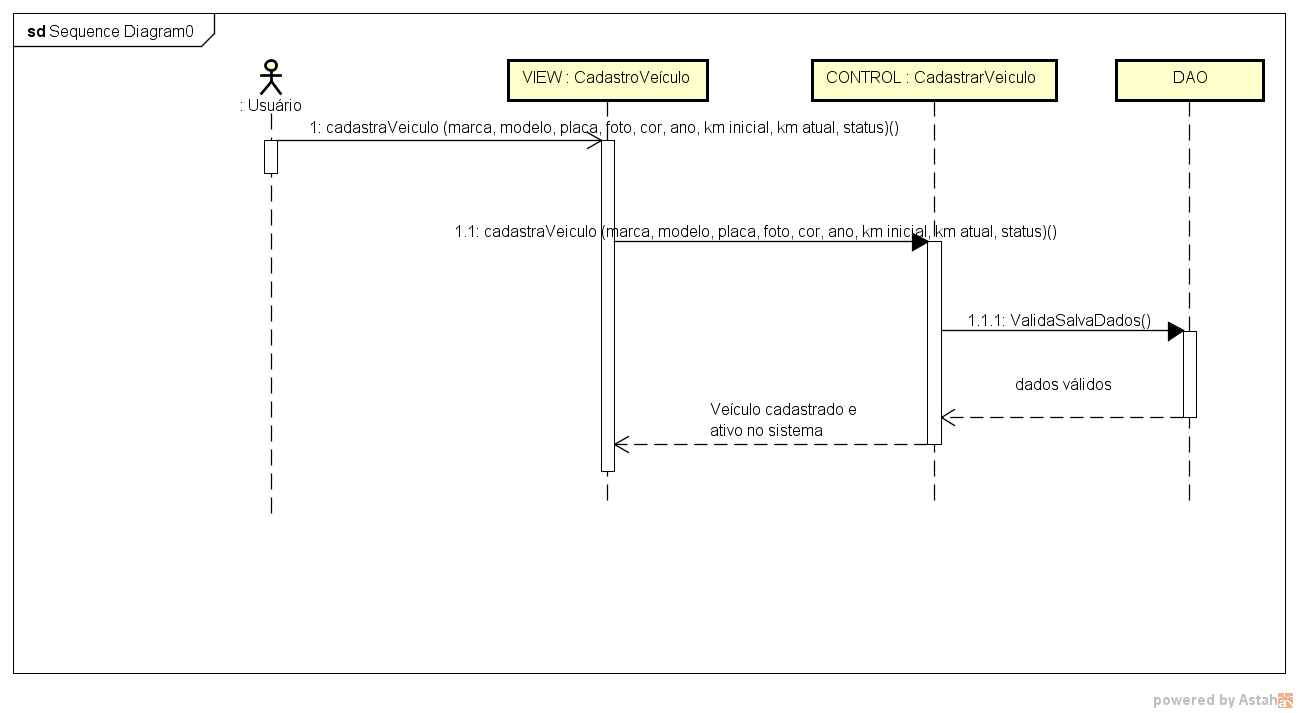 sd Sequence Diagram0
: Usuário
VIEW : CadastroVeículo
CONTROL : CadastrarVeiculo
DAO
1: cadastraVeiculo (marca, modelo, placa, foto, cor, ano, km inicial, km atual, status)()
1.1: cadastraVeiculo (marca, modelo, placa, foto, cor, ano, km inicial, km atual, status)()
1.1.1: ValidaSalvaDados()
dados válidos
Veículo cadastrado e
ativo no sistema
powered by Astah